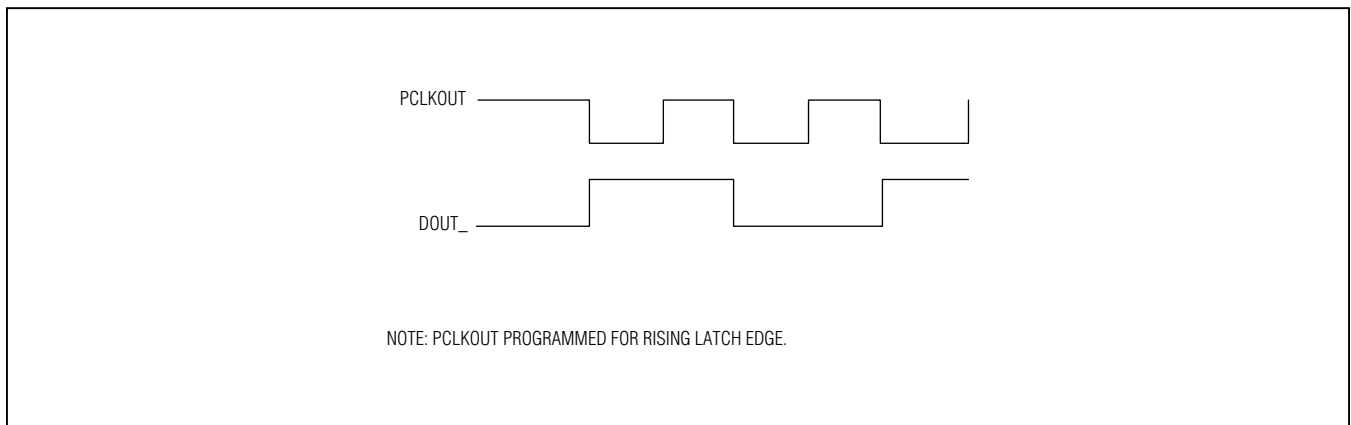 PCLKOUT
DOUT_
NOTE: PCLKOUT PROGRAMMED FOR RISING LATCH EDGE.